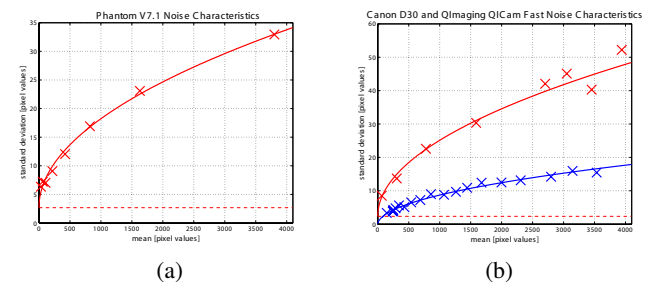 Phantom V7.1 Noise Characteristics
standard deviation [pixel values]
35
30
25
20
15
10
5
0
0 500 1000 1500 2000 2500 3000 3500 4000
mean [pixel values]
(a)
Canon D30 and QImaging QICam Fast Noise Characteristics
standard deviation [pixel values]
60
50
40
30
20
10
0
0 500 1000 1500 2000 2500 3000 3500 4000
mean [pixel values]
(b)